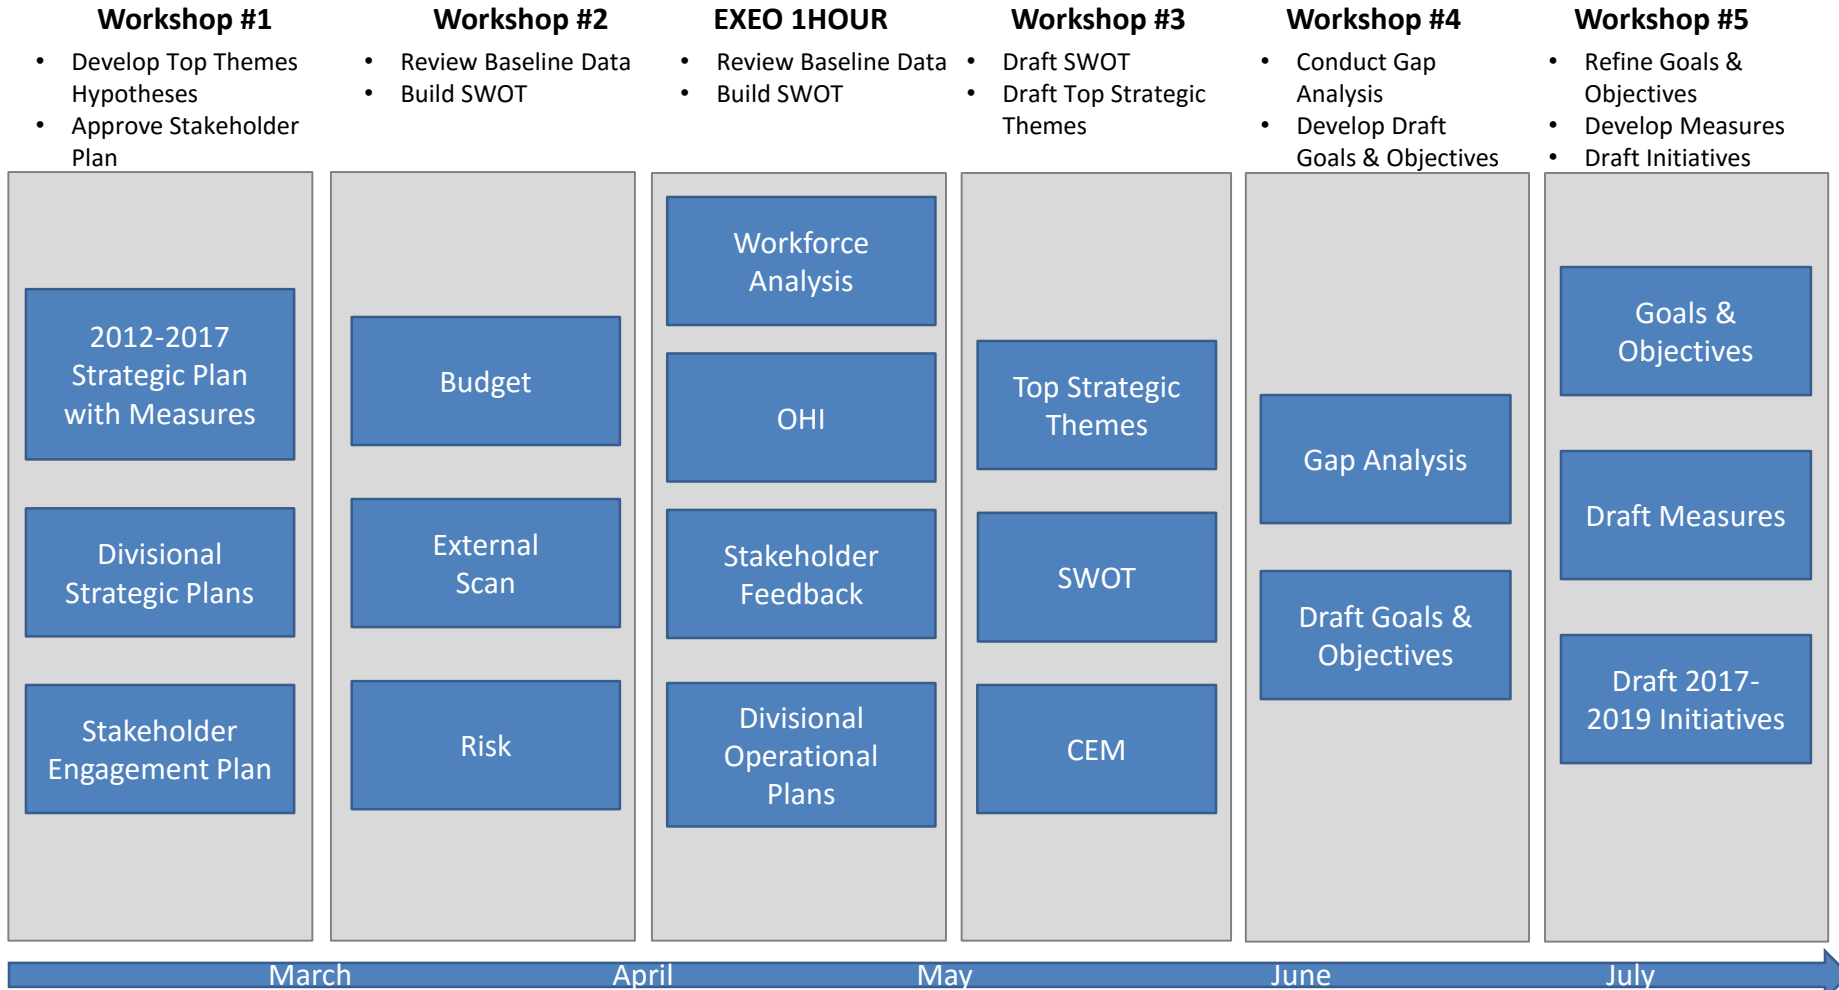 Workshop #1
• Develop Top Themes
Hypotheses
• Approve Stakeholder
Plan
2012-2017
Strategic Plan
with Measures
Divisional
Strategic Plans
Stakeholder
Engagement Plan
Workshop #2
• Review Baseline Data
• Build SWOT
Budget
External
Scan
Risk
EXEO 1HOUR
• Review Baseline Data
• Build SWOT
Workforce
Analysis
OHI
Stakeholder
Feedback
Divisional
Operational
Plans
Workshop #3
• Draft SWOT
• Draft Top Strategic
Themes
Top Strategic
Themes
SWOT
CEM
Workshop #4
• Conduct Gap
Analysis
• Develop Draft
Goals & Objectives
Gap Analysis
Draft Goals &
Objectives
Workshop #5
• Refine Goals &
Objectives
• Develop Measures
• Draft Initiatives
Goals &
Objectives
Draft Measures
Draft 2017-
2019 Initiatives
March April May June July